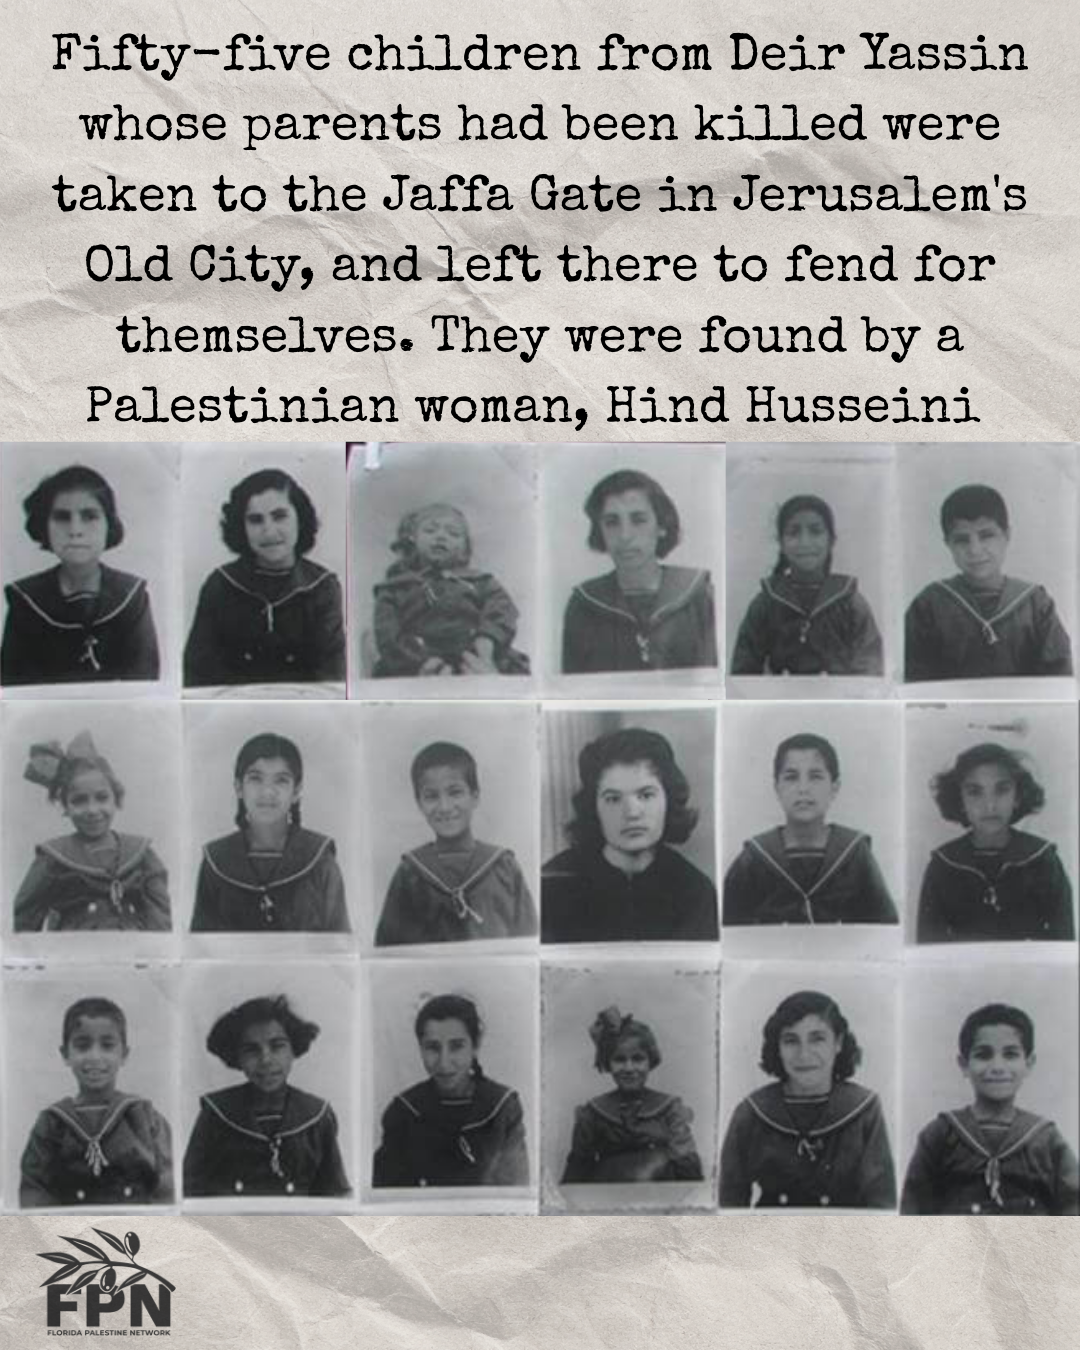 Fifty-five children from Deir Yassin
whose parents had been killed were
taken to the Jaffa Gate in Jerusalem's
Old City, and left there to fend for
themselves. They were found by a
Palestinian woman, Hind Husseini
FPN
FLORIDA PALESTINE NETWORK